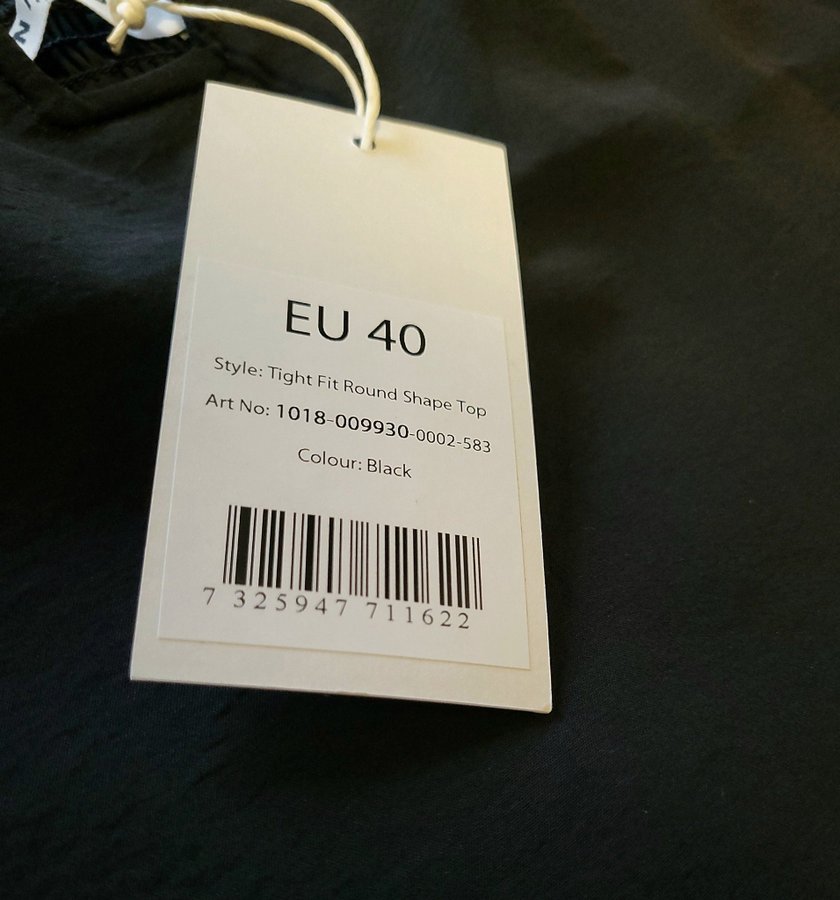 EU 40
Style: Tight Fit Round Shape Top
Art No: 1018-009930-0002-583
Colour: Black
7 325947 711622